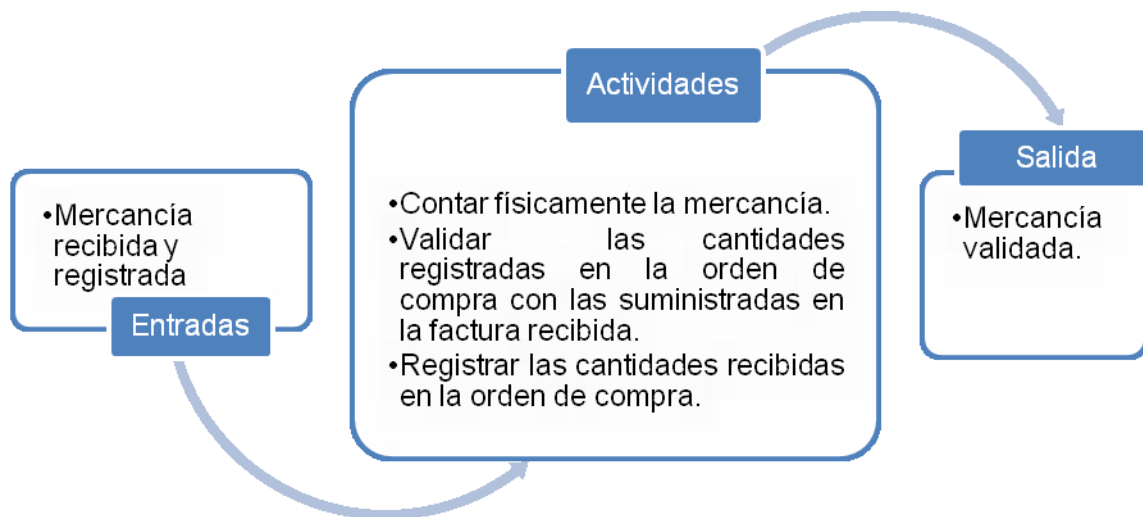 •Mercancía
recibida y
registrada
Entradas
Actividades
•Contar físicamente la mercancía.
•Validar las cantidades
registradas en la orden de
compra con las suministradas en
la factura recibida.
•Registrar las cantidades recibidas
en la orden de compra.
Salida
•Mercancía
validada.